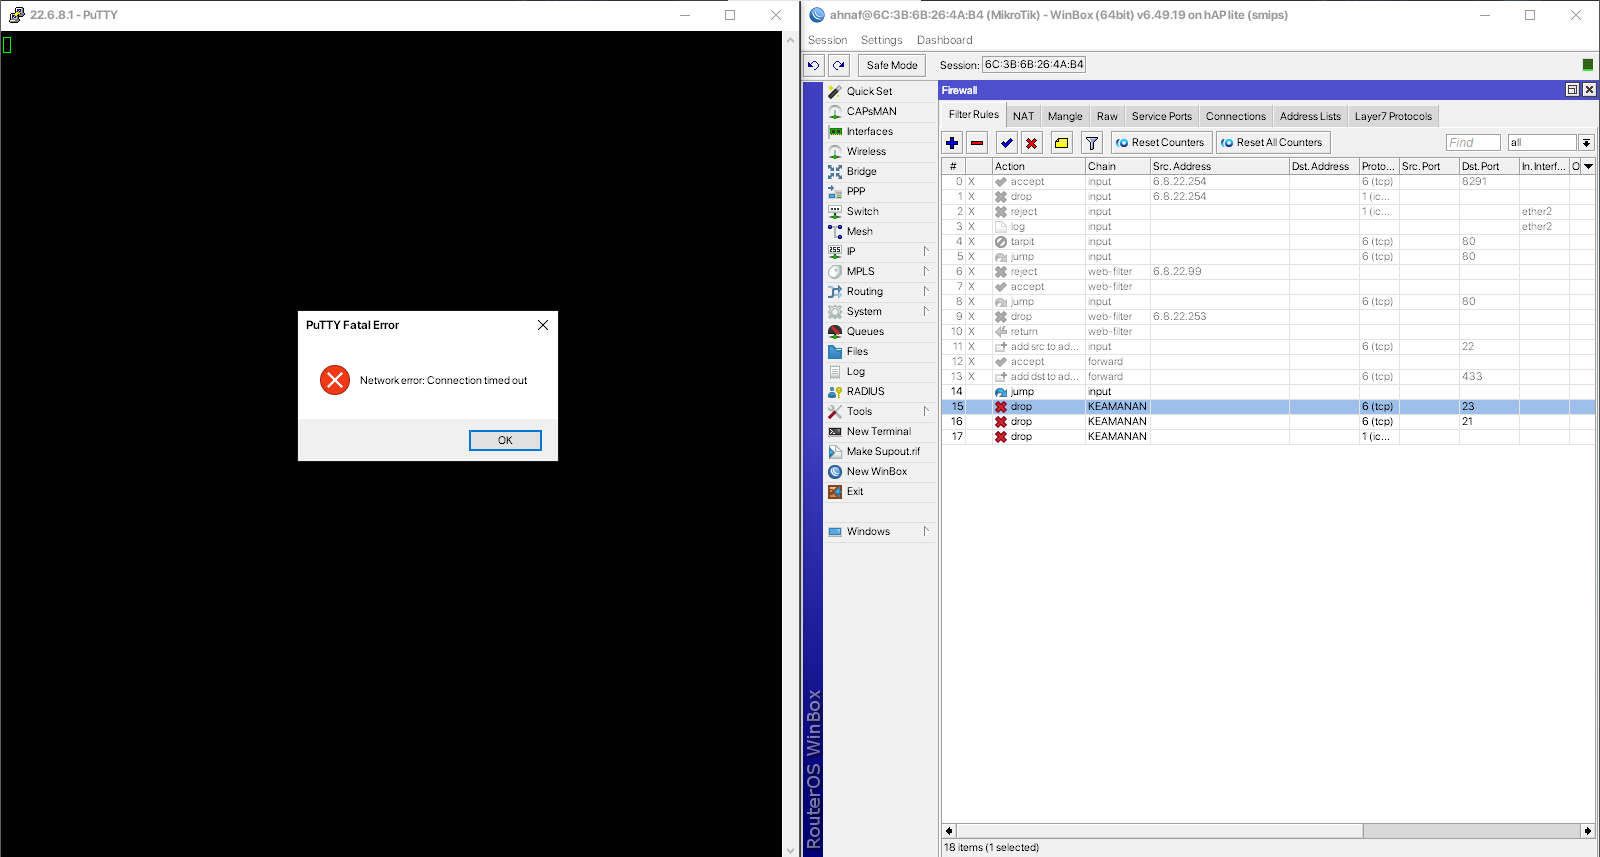 22.6.8.1 - PuTTY
PuTTY Fatal Error
Network error: Connection timed out
OK
ahnaf@6C:3B:6B:26:4A:B4 (MikroTik) - WinBox (64bit) v6.49.19 on hAP lite (smips)
Session Settings Dashboard
Safe Mode Session: 6C:3B:6B:26:4A:B4
RouterOS WinBox
Quick Set
CAPsMAN
Interfaces
Wireless
Bridge
PPP
Switch
Mesh
IP
MPLS
Routing
System
Queues
Files
Log
RADIUS
Tools
New Terminal
Make Supout.rif
New WinBox
Exit
Windows
Firewall
Filter Rules NAT Mangle Raw Service Ports Connections Address Lists Layer7 Protocols
Reset Counters Reset All Counters Find all
# Action Chain Src. Address Dst. Address Proto... Src. Port Dst. Port In. Interf... O
0 X accept input 6.8.22.254 6 (tcp) 8291
1 X drop input 6.8.22.254 1 (ic...
2 X reject input 1 (ic... ether2
3 X log input ether2
4 X tarpit input 6 (tcp) 80
5 X jump input 6 (tcp) 80
6 X reject web-filter 6.8.22.99
7 X accept web-filter
8 X jump input 6 (tcp) 80
9 X drop web-filter 6.8.22.253
10 X return web-filter
11 X add src to ad... input 6 (tcp) 22
12 X accept forward
13 X add dst to ad... forward 6 (tcp) 433
14 jump input
15 drop KEAMANAN 6 (tcp) 23
16 drop KEAMANAN 6 (tcp) 21
17 drop KEAMANAN 1 (ic...
18 items (1 selected)